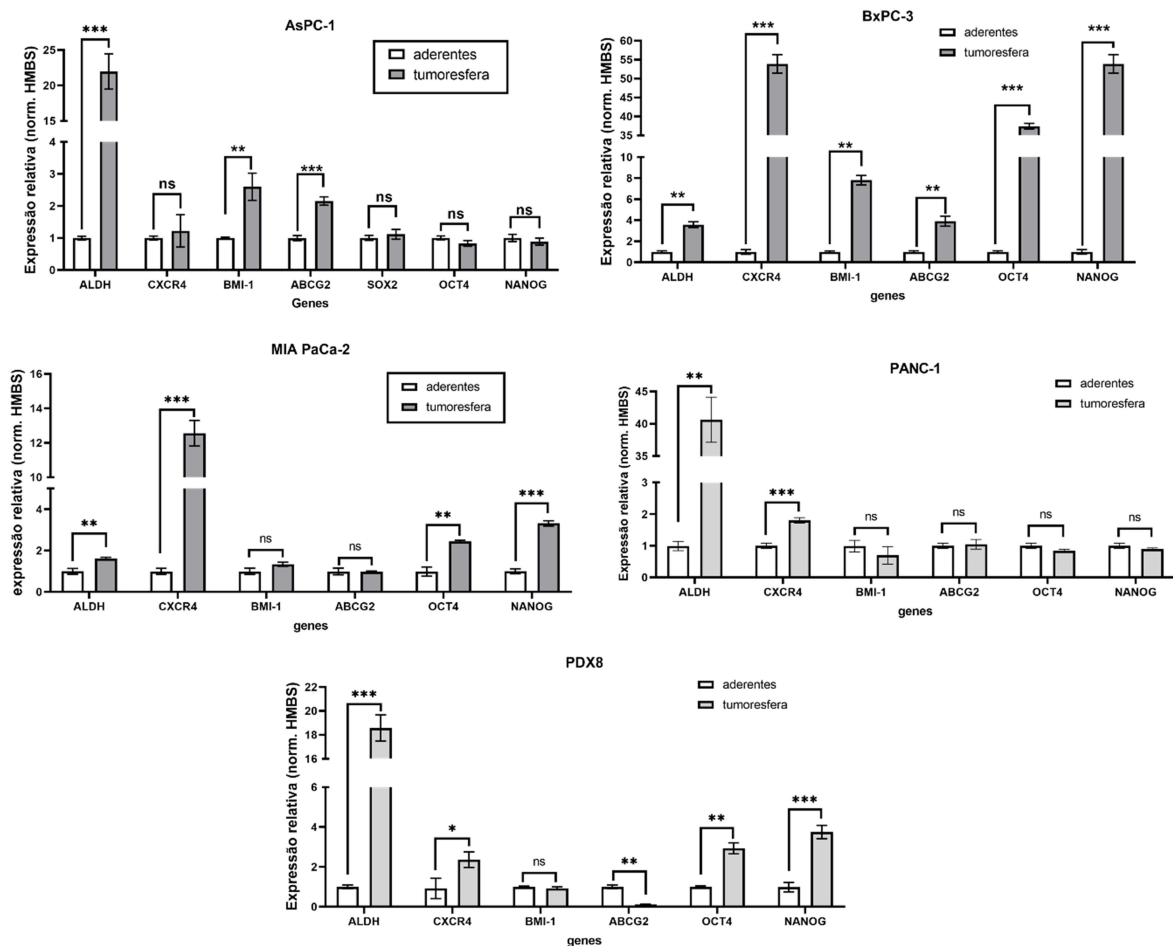 AsPC-1
Expressão relativa (norm. HMBS)
25
20
15
4
3
2
1
0
aderentes
tumoresfera
***
ns
**
***
ns
ns
ns
ALDH CXCR4 BMI-1 ABCG2 SOX2 OCT4 NANOG
Genes
BxPC-3
Expressão relativa (norm. HMBS)
60
55
50
45
40
35
10
8
6
4
2
0
aderentes
tumoresfera
**
***
**
**
***
***
ALDH CXCR4 BMI-1 ABCG2 OCT4 NANOG
genes
MIA PaCa-2
expressão relativa (norm. HMBS)
16
14
12
10
4
2
0
aderentes
tumoresfera
**
***
ns
ns
**
***
ALDH CXCR4 BMI-1 ABCG2 OCT4 NANOG
genes
PANC-1
Expressão relativa (norm. HMBS)
45
40
35
3
2
1
0
aderentes
tumoresfera
**
***
ns
ns
ns
ns
ALDH CXCR4 BMI-1 ABCG2 OCT4 NANOG
genes
PDX8
Expressão relativa (norm. HMBS)
22
20
18
16
6
4
2
0
aderentes
tumoresfera
***
*
ns
**
**
***
ALDH CXCR4 BMI-1 ABCG2 OCT4 NANOG
genes